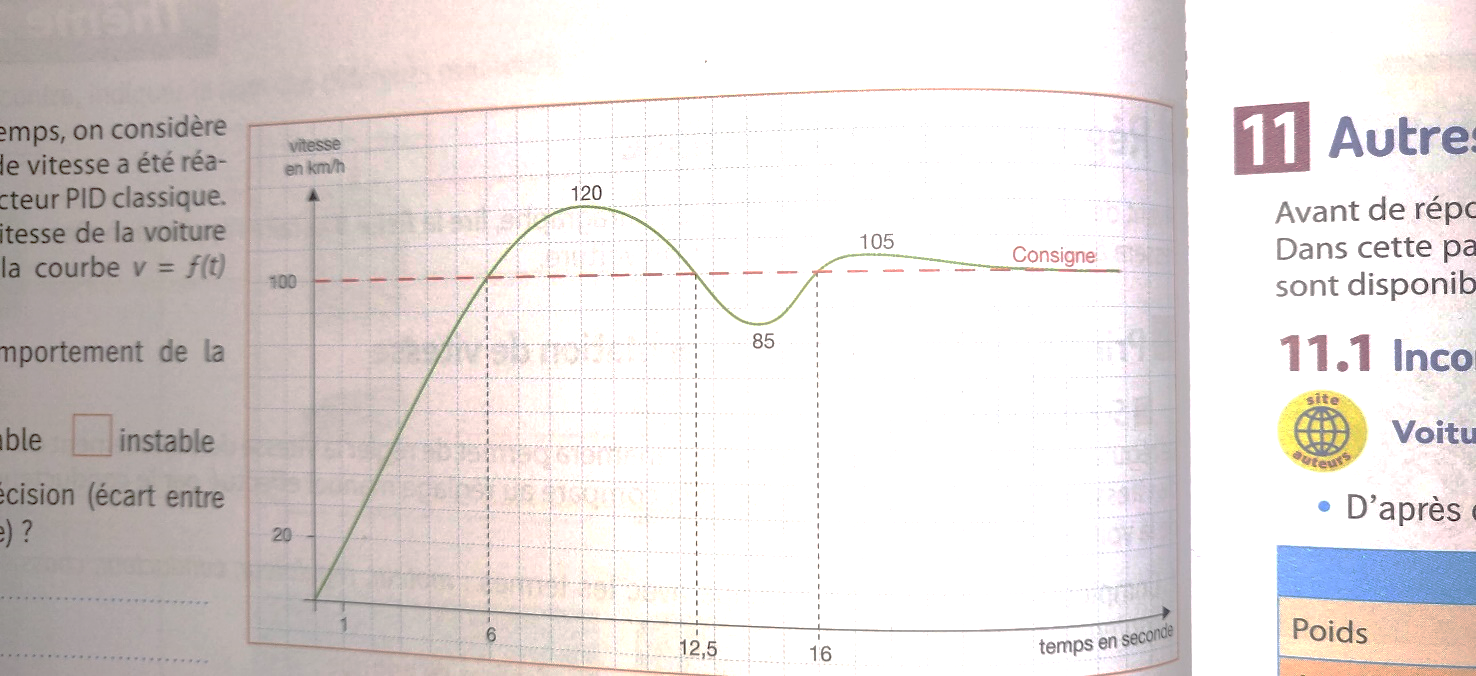 emps, on considère
de vitesse a été réa-
cteur PID classique.
itesse de la voiture
la courbe v = f(t)
mportement de la
able instable
écision (écart entre
e) ?
vitesse
en km/h
120
105
Consigne
100
85
20
1
6
12,5
16
temps en seconde
11 Autres
Avant de répo
Dans cette pa
sont disponib
11.1 Inco
site
auteurs
Voitu
• D'après
Poids